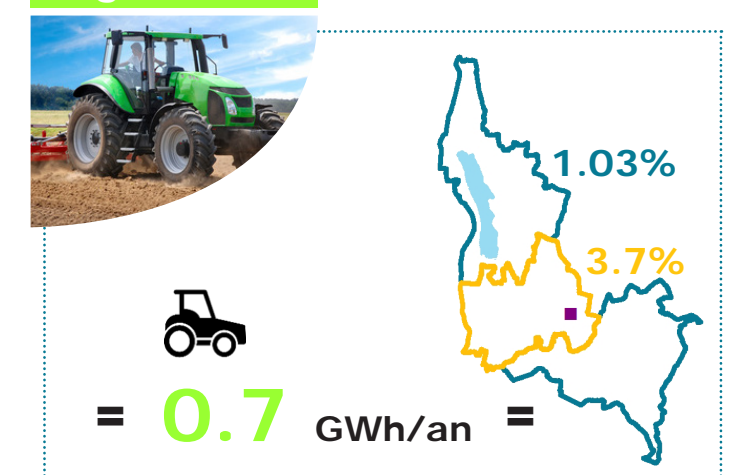 1.03%
3.7%
= 0.7 GWh/an =